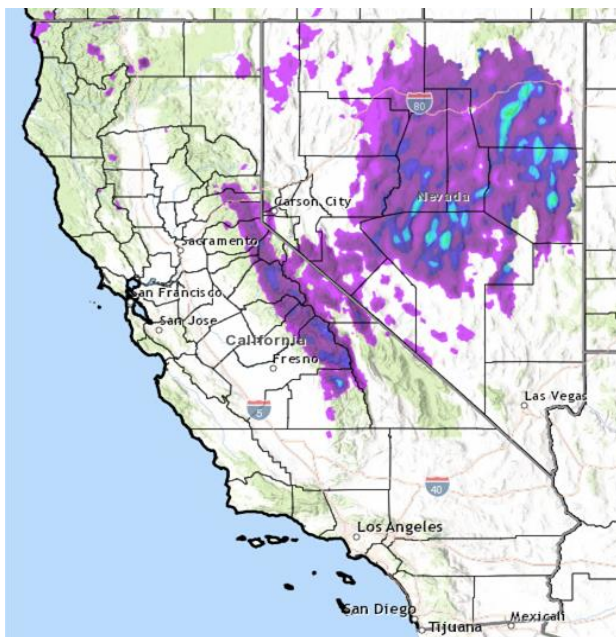 80
Nevada
Carson City
Sacramento
San Francisco
San Jose
California
Fresno
Las Vegas
5
40
Los Angeles
San Diego
Tijuana
Mexicali